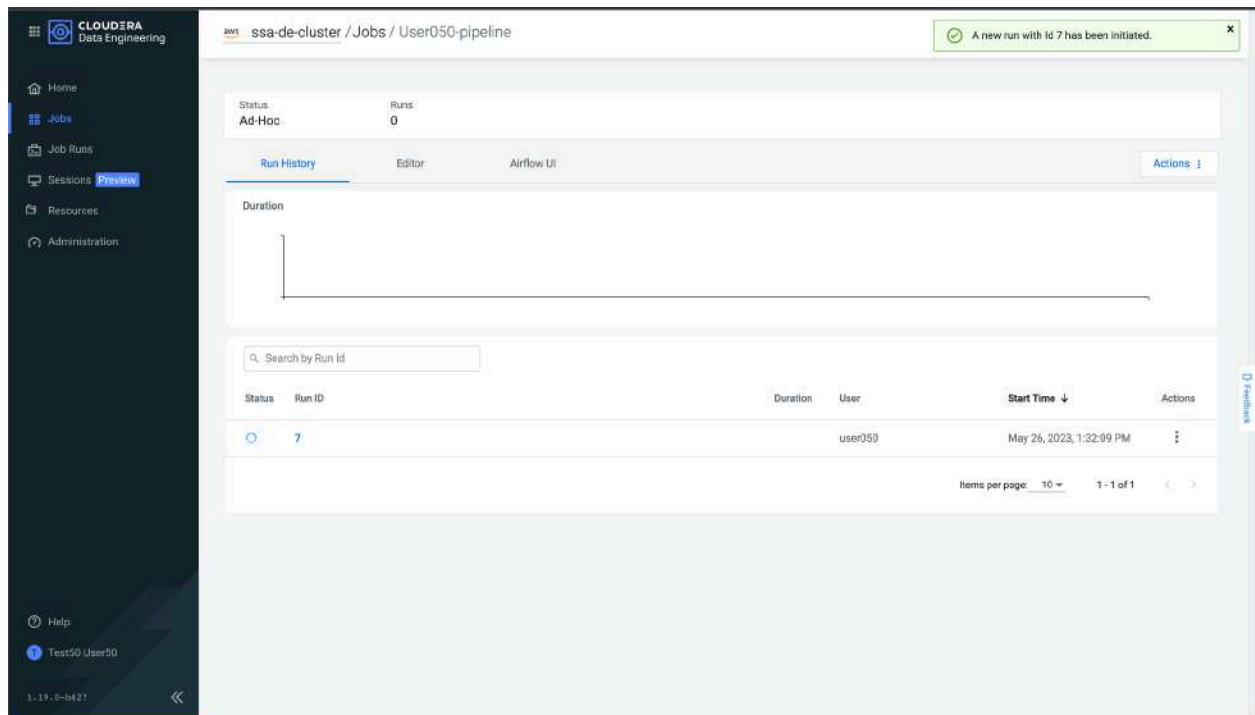 CLOUDERA
Data Engineering
aws ssa-de-cluster / Jobs / User050-pipeline
A new run with Id 7 has been initiated.
x
Home
Jobs
Job Runs
Sessions Preview
Resources
Administration
Status
Ad-Hoc
Runs
0
Run History
Editor
Airflow UI
Actions
Duration
Search by Run Id
Status Run ID Duration User Start Time Actions
7 user050 May 26, 2023, 1:32:09 PM
Items per page: 10 1 - 1 of 1
Feedback
Help
T Test50 User50